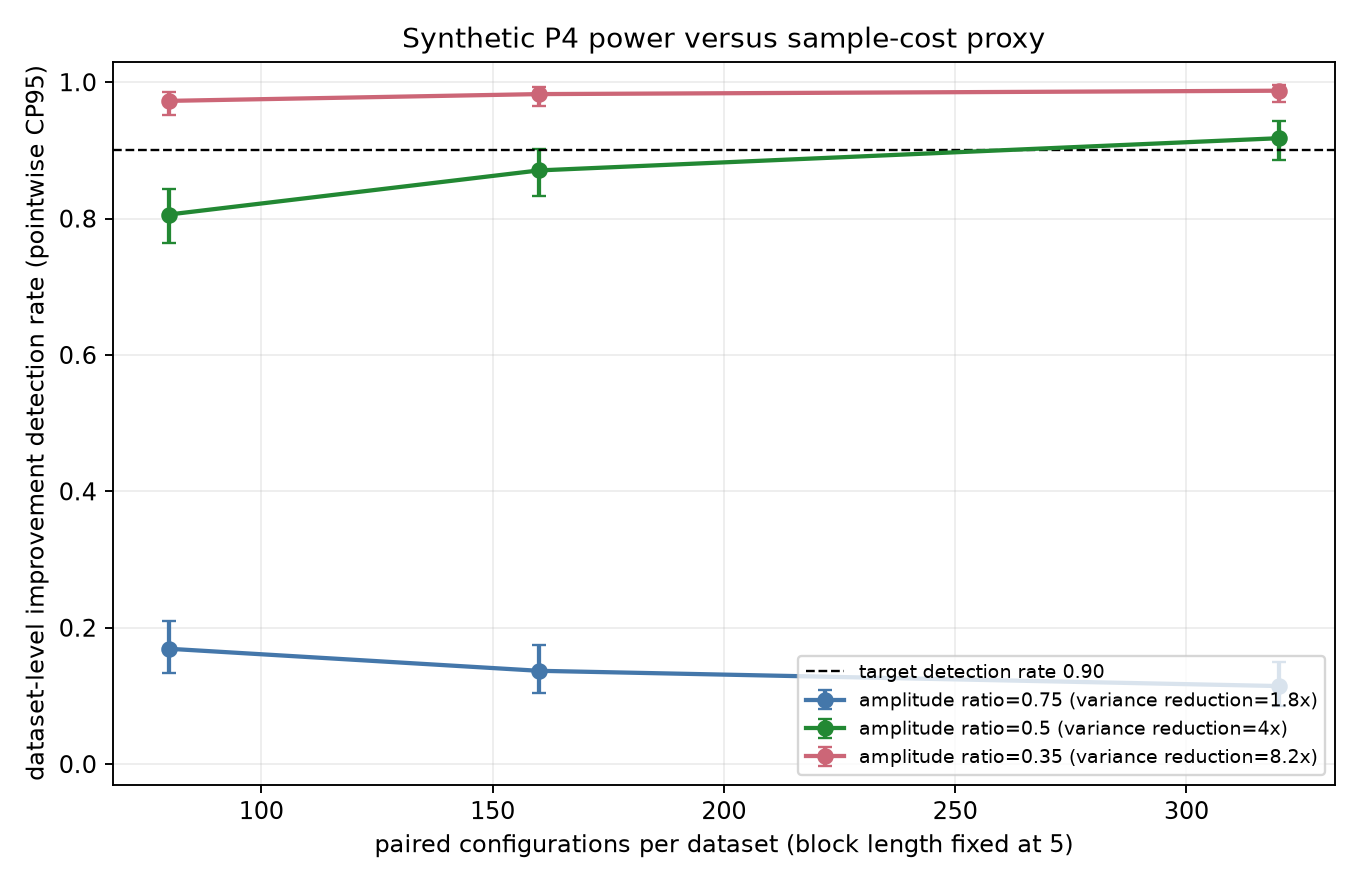 Synthetic P4 power versus sample-cost proxy
dataset-level improvement detection rate (pointwise CP95)
1.0
0.8
0.6
0.4
0.2
0.0
target detection rate 0.90
amplitude ratio=0.75 (variance reduction=1.8x)
amplitude ratio=0.5 (variance reduction=4x)
amplitude ratio=0.35 (variance reduction=8.2x)
100
150
200
250
300
paired configurations per dataset (block length fixed at 5)